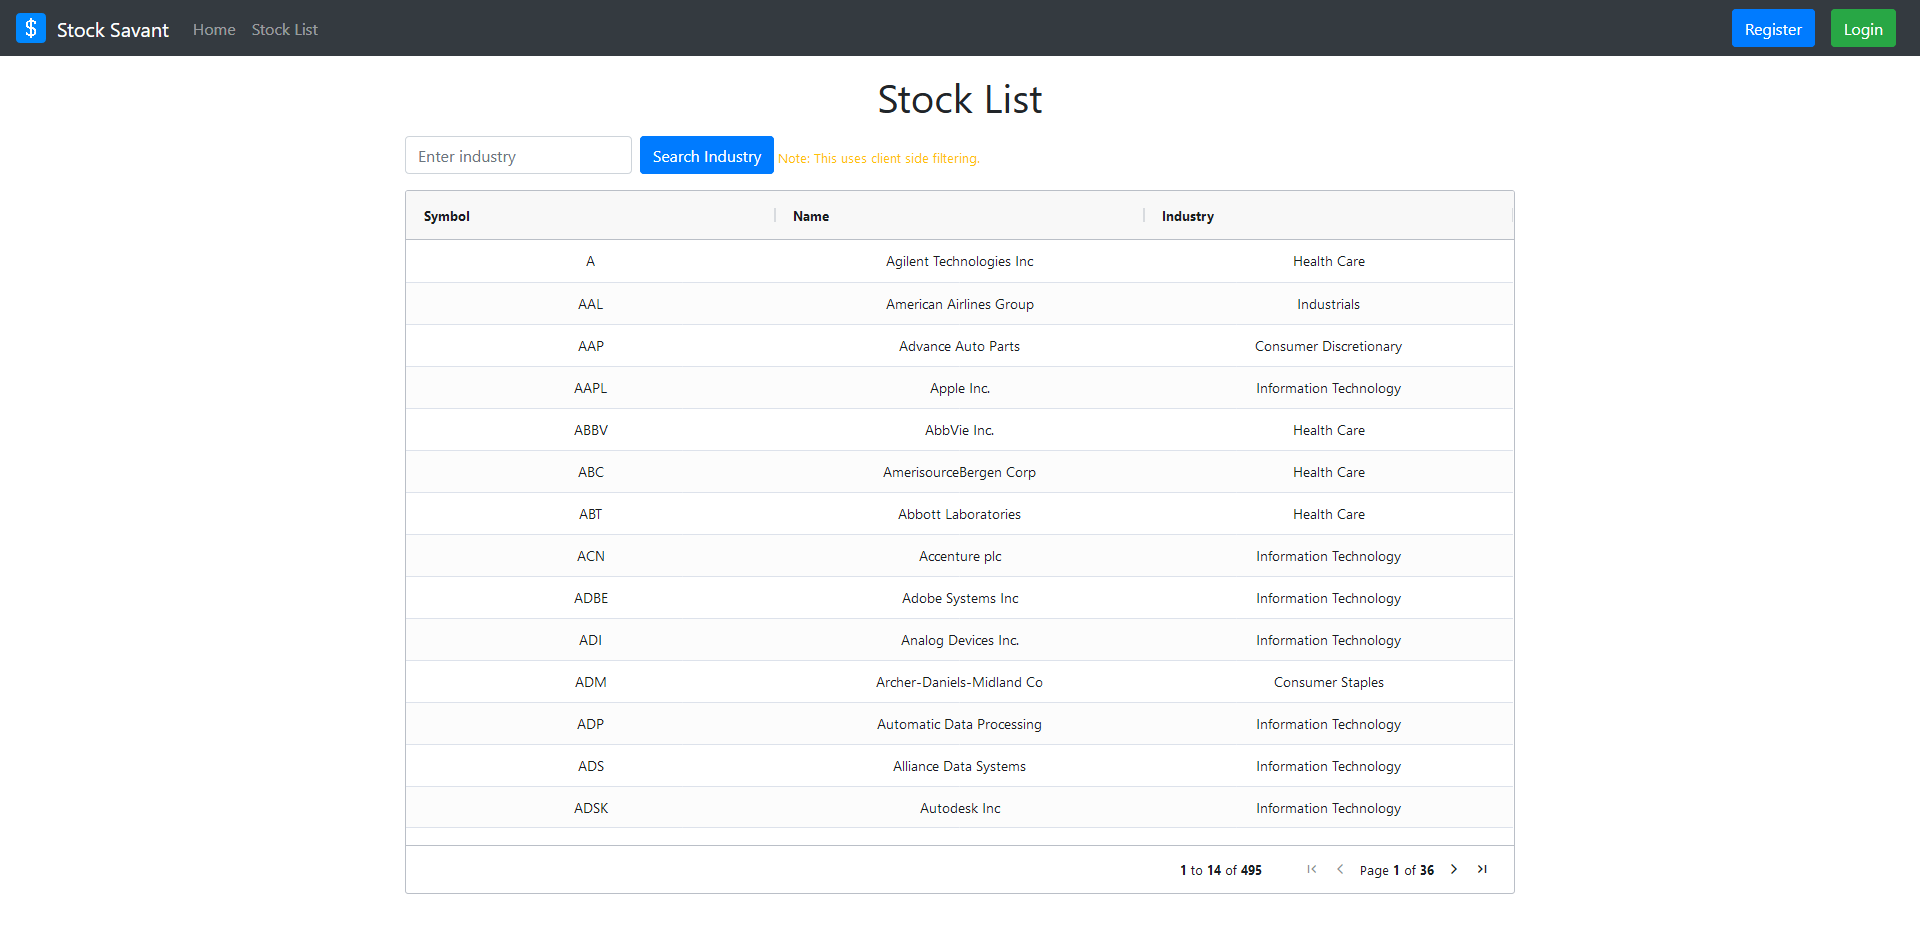 $ Stock Savant Home Stock List Register Login
Stock List
Enter industry Search Industry Note: This uses client side filtering.
Symbol Name Industry
A Agilent Technologies Inc Health Care
AAL American Airlines Group Industrials
AAP Advance Auto Parts Consumer Discretionary
AAPL Apple Inc. Information Technology
ABBV AbbVie Inc. Health Care
ABC AmerisourceBergen Corp Health Care
ABT Abbott Laboratories Health Care
ACN Accenture plc Information Technology
ADBE Adobe Systems Inc Information Technology
ADI Analog Devices Inc. Information Technology
ADM Archer-Daniels-Midland Co Consumer Staples
ADP Automatic Data Processing Information Technology
ADS Alliance Data Systems Information Technology
ADSK Autodesk Inc Information Technology
1 to 14 of 495 Page 1 of 36